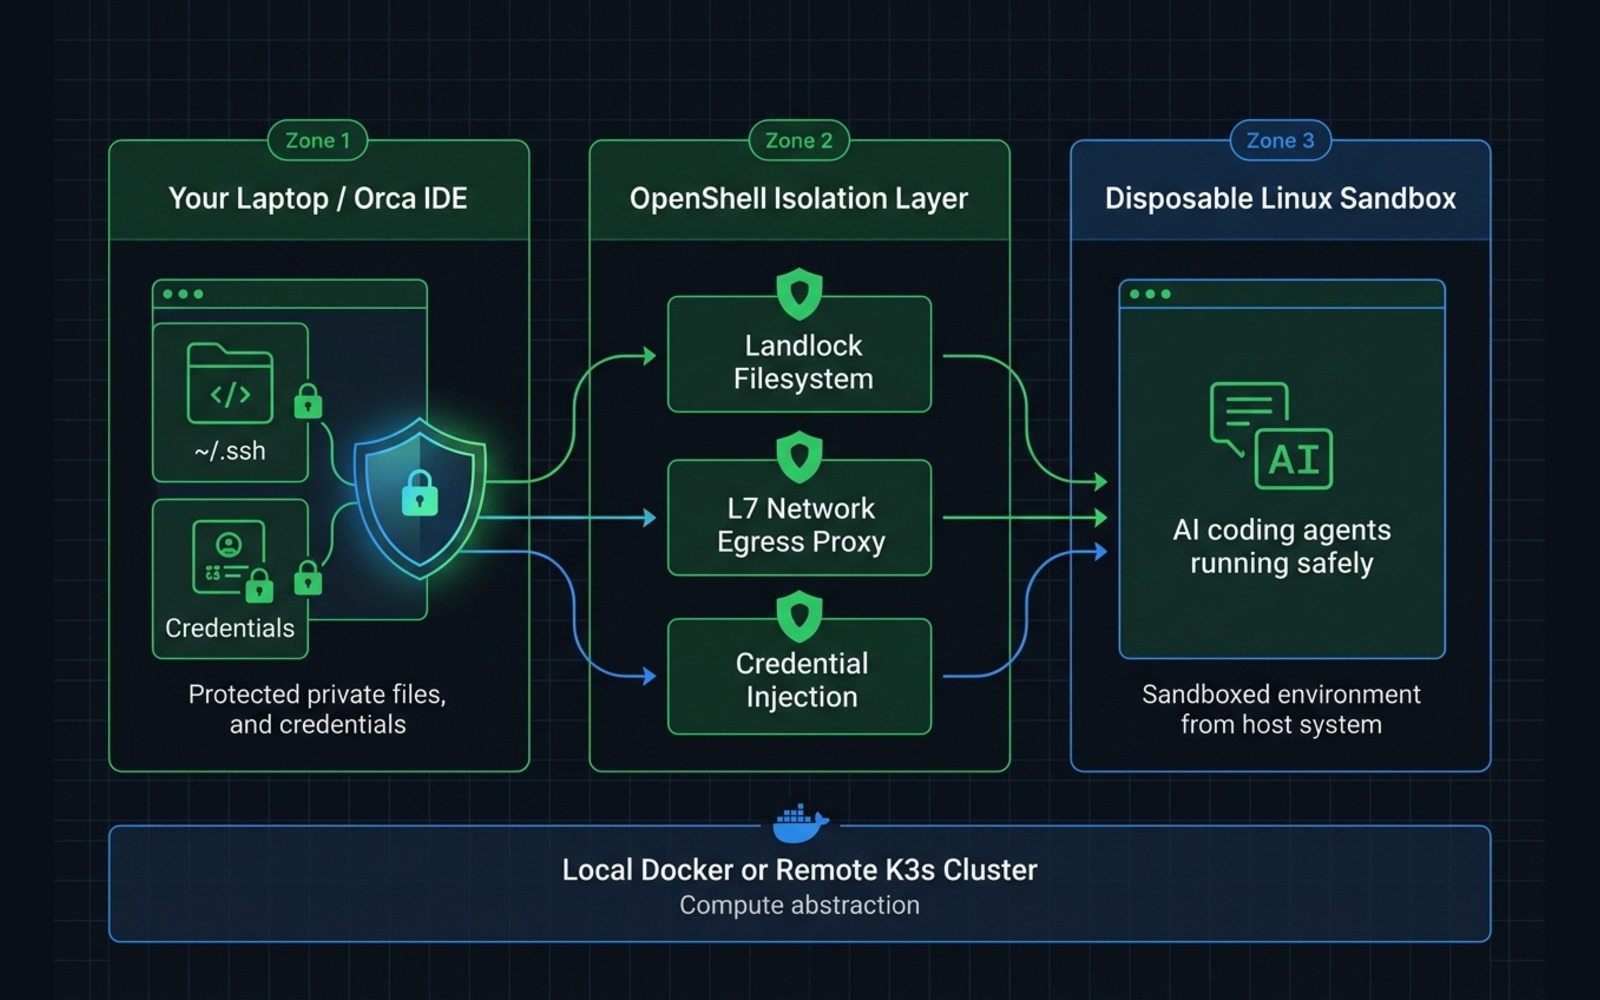 Zone 1
Your Laptop / Orca IDE
</>
~/.ssh
Credentials
Protected private files,
and credentials
Zone 2
OpenShell Isolation Layer
Landlock
Filesystem
L7 Network
Egress Proxy
Credential
Injection
Zone 3
Disposable Linux Sandbox
AI
AI coding agents
running safely
Sandboxed environment
from host system
Local Docker or Remote K3s Cluster
Compute abstraction